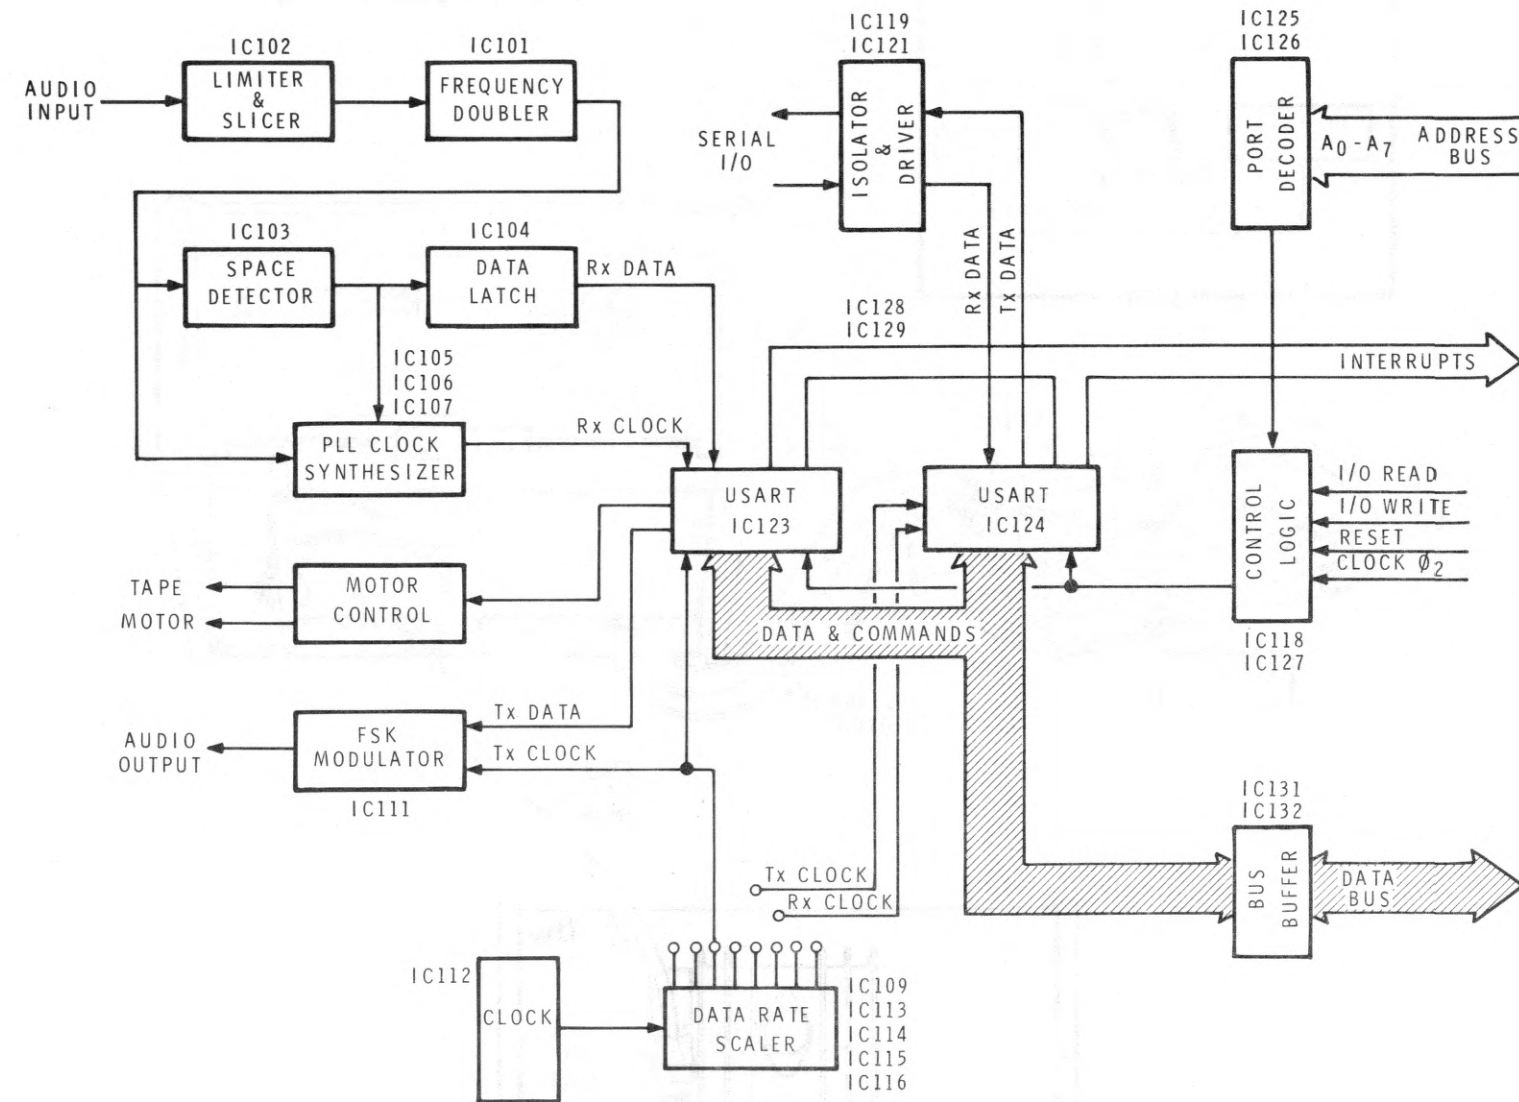 IC102
LIMITER
&
SLICER
IC101
FREQUENCY
DOUBLER
AUDIO
INPUT
IC119
IC121
ISOLATOR
&
DRIVER
SERIAL
I/O
IC125
IC126
PORT
DECODER
A0-A7
ADDRESS
BUS
IC103
SPACE
DETECTOR
IC104
DATA
LATCH
Rx DATA
Rx DATA
Tx DATA
IC128
IC129
INTERRUPTS
IC105
IC106
IC107
PLL CLOCK
SYNTHESIZER
Rx CLOCK
USART
IC123
USART
IC124
CONTROL
LOGIC
I/O READ
I/O WRITE
RESET
CLOCK Ø2
IC118
IC127
TAPE
MOTOR
MOTOR
CONTROL
DATA & COMMANDS
AUDIO
OUTPUT
FSK
MODULATOR
IC111
Tx DATA
Tx CLOCK
Tx CLOCK
Rx CLOCK
IC131
IC132
BUS
BUFFER
DATA
BUS
IC112
CLOCK
DATA RATE
SCALER
IC109
IC113
IC114
IC115
IC116